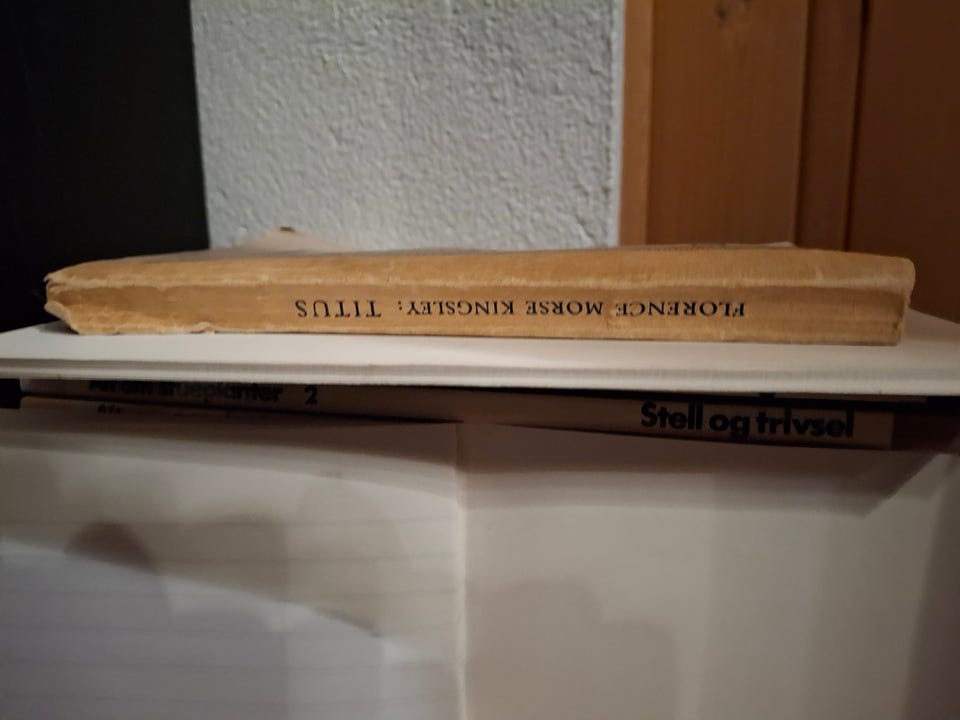 FLORENCE MORSE KINGSLEY: TITUS
2
Stell og trivsel